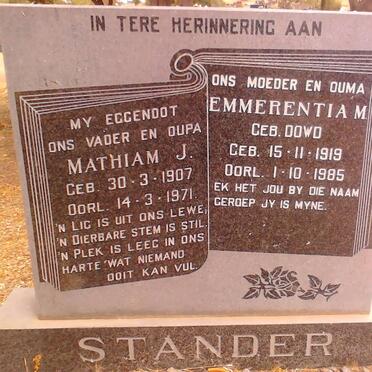 IN TERE HERINNERING AAN
MY EGGENOOT
ONS VADER EN OUPA
MATHIAM J.
GEB. 30-3-1907
OORL. 14-3-1971.
'N LIG IS UIT ONS LEWE,
'N DIERBARE STEM IS STIL.
'N PLEK IS LEEG IN ONS
HARTE WAT NIEMAND
OOIT KAN VUL.
ONS MOEDER EN OUMA
EMMERENTIA M
GEB. DOWD
GEB. 15-11-1919
OORL. 1-10-1985
EK HET JOU BY DIE NAAM
GEROEP JY IS MYNE.
STANDER